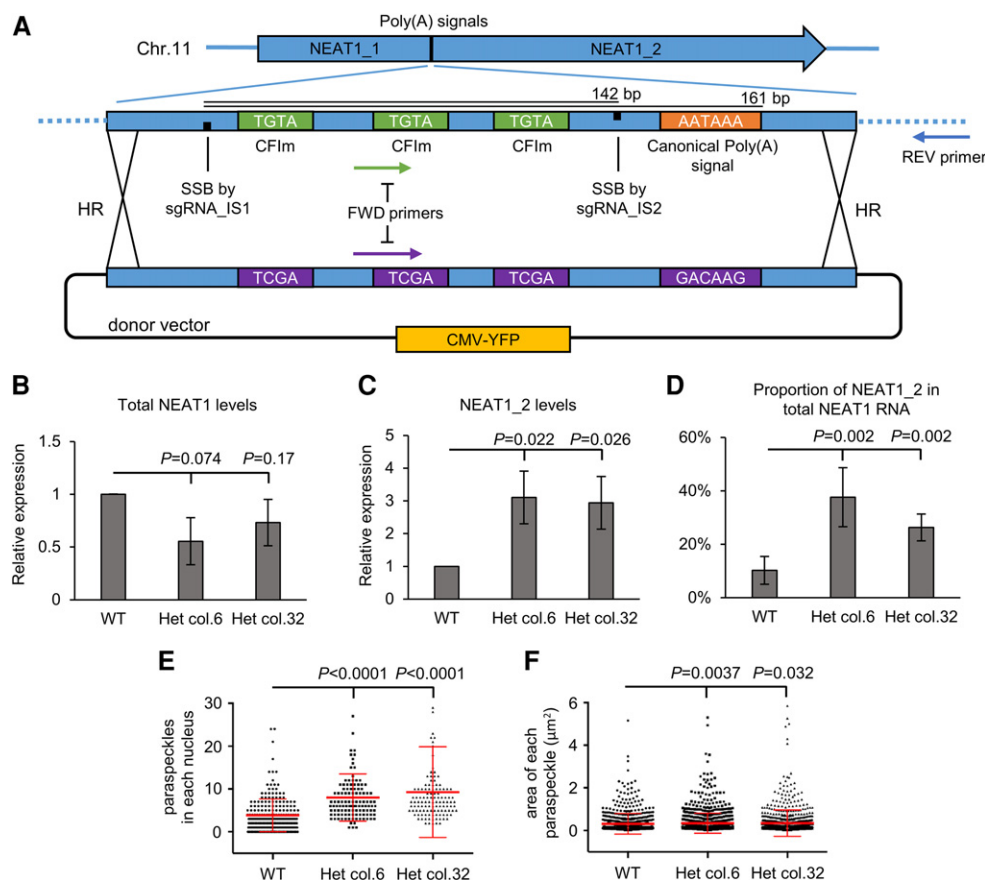 A
Poly(A) signals
Chr.11
NEAT1_1
NEAT1_2
142 bp
161 bp
TGTA
TGTA
TGTA
AATAAA
CFIm
CFIm
CFIm
Canonical Poly(A)
signal
REV primer
SSB by
sgRNA_IS1
SSB by
sgRNA_IS2
HR
FWD primers
HR
TCGA
TCGA
TCGA
GACAAG
donor vector
CMV-YFP
B
Total NEAT1 levels
P=0.074
P=0.17
Relative expression
1.5
1
0.5
0
WT
Het col.6
Het col.32
C
NEAT1_2 levels
P=0.022
P=0.026
Relative expression
5
4
3
2
1
0
WT
Het col.6
Het col.32
D
Proportion of NEAT1_2 in
total NEAT1 RNA
P=0.002
P=0.002
60%
40%
20%
0%
WT
Het col.6
Het col.32
E
P<0.0001
P<0.0001
paraspeckles
in each nucleus
30
20
10
0
WT
Het col.6
Het col.32
F
P=0.0037
P=0.032
area of each
paraspeckle (µm²)
6
4
2
0
WT
Het col.6
Het col.32